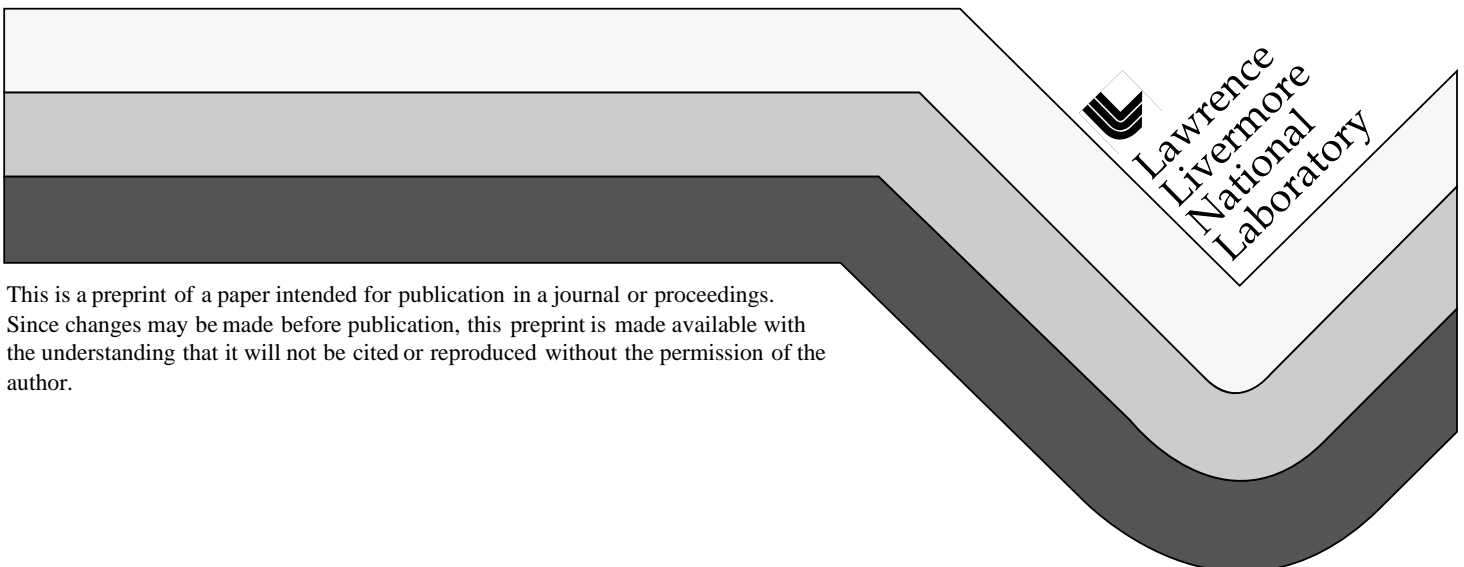 Lawrence
Livermore
National
Laboratory
This is a preprint of a paper intended for publication in a journal or proceedings.
Since changes may be made before publication, this preprint is made available with
the understanding that it will not be cited or reproduced without the permission of the
author.